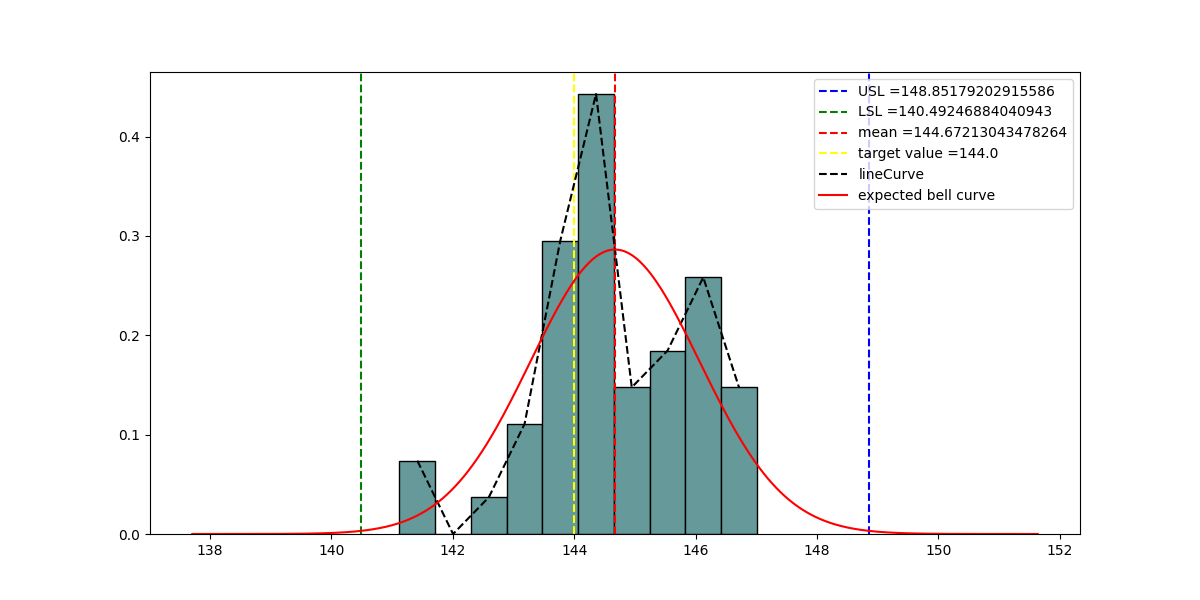 USL =148.85179202915586
LSL =140.49246884040943
mean =144.67213043478264
target value =144.0
lineCurve
expected bell curve
0.4
0.3
0.2
0.1
0.0
138 140 142 144 146 148 150 152